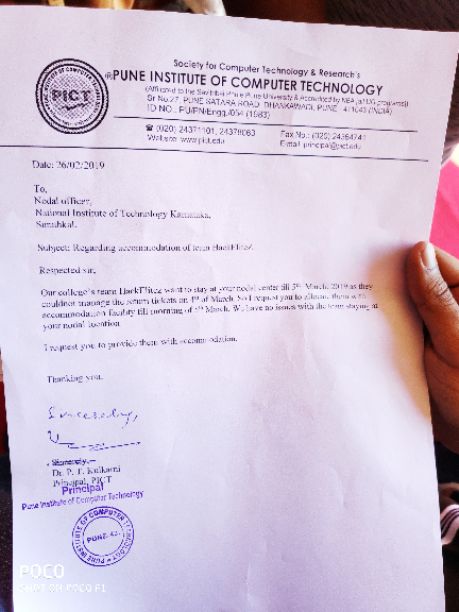 Society for Computer Technology & Research's
PUNE INSTITUTE OF COMPUTER TECHNOLOGY
(Affiliated to the Savitribai Phule Pune University & Accredited by NBA (all UG programs))
Sr No.27, PUNE SATARA ROAD, DHANKAWADI, PUNE - 411043 (INDIA)
ID NO.: PU/PN/Engg./054 (1983)
PICT
☎ (020) 24371101, 24378063
Fax No.: (020) 24364741
Website: www.pict.edu
E-mail: principal@pict.edu
Date: 26/02/2019
To,
Nodal officer,
National Institute of Technology Karnataka,
Surathkal.
Subject: Regarding accommodation of team HackElitez.
Respected sir,
Our college's team HackElitez want to stay at your nodal center till 5th March, 2019 as they
couldnot manage the return tickets on 4th of March. So I request you to them with
accommodation facility till morning of 5th March. We have no issues with the team staying at
your nodal location.
I request you to provide them with accommodation.
Thanking you.
Sincerely,
Sincerely,
Dr. P. T. Kulkarni
Principal, PICT
Principal
Pune Institute of Computer Technology
PUNE INSTITUTE OF COMPUTER TECHNOLOGY
PUNE-43.
POCO
SHOT ON POCO F1